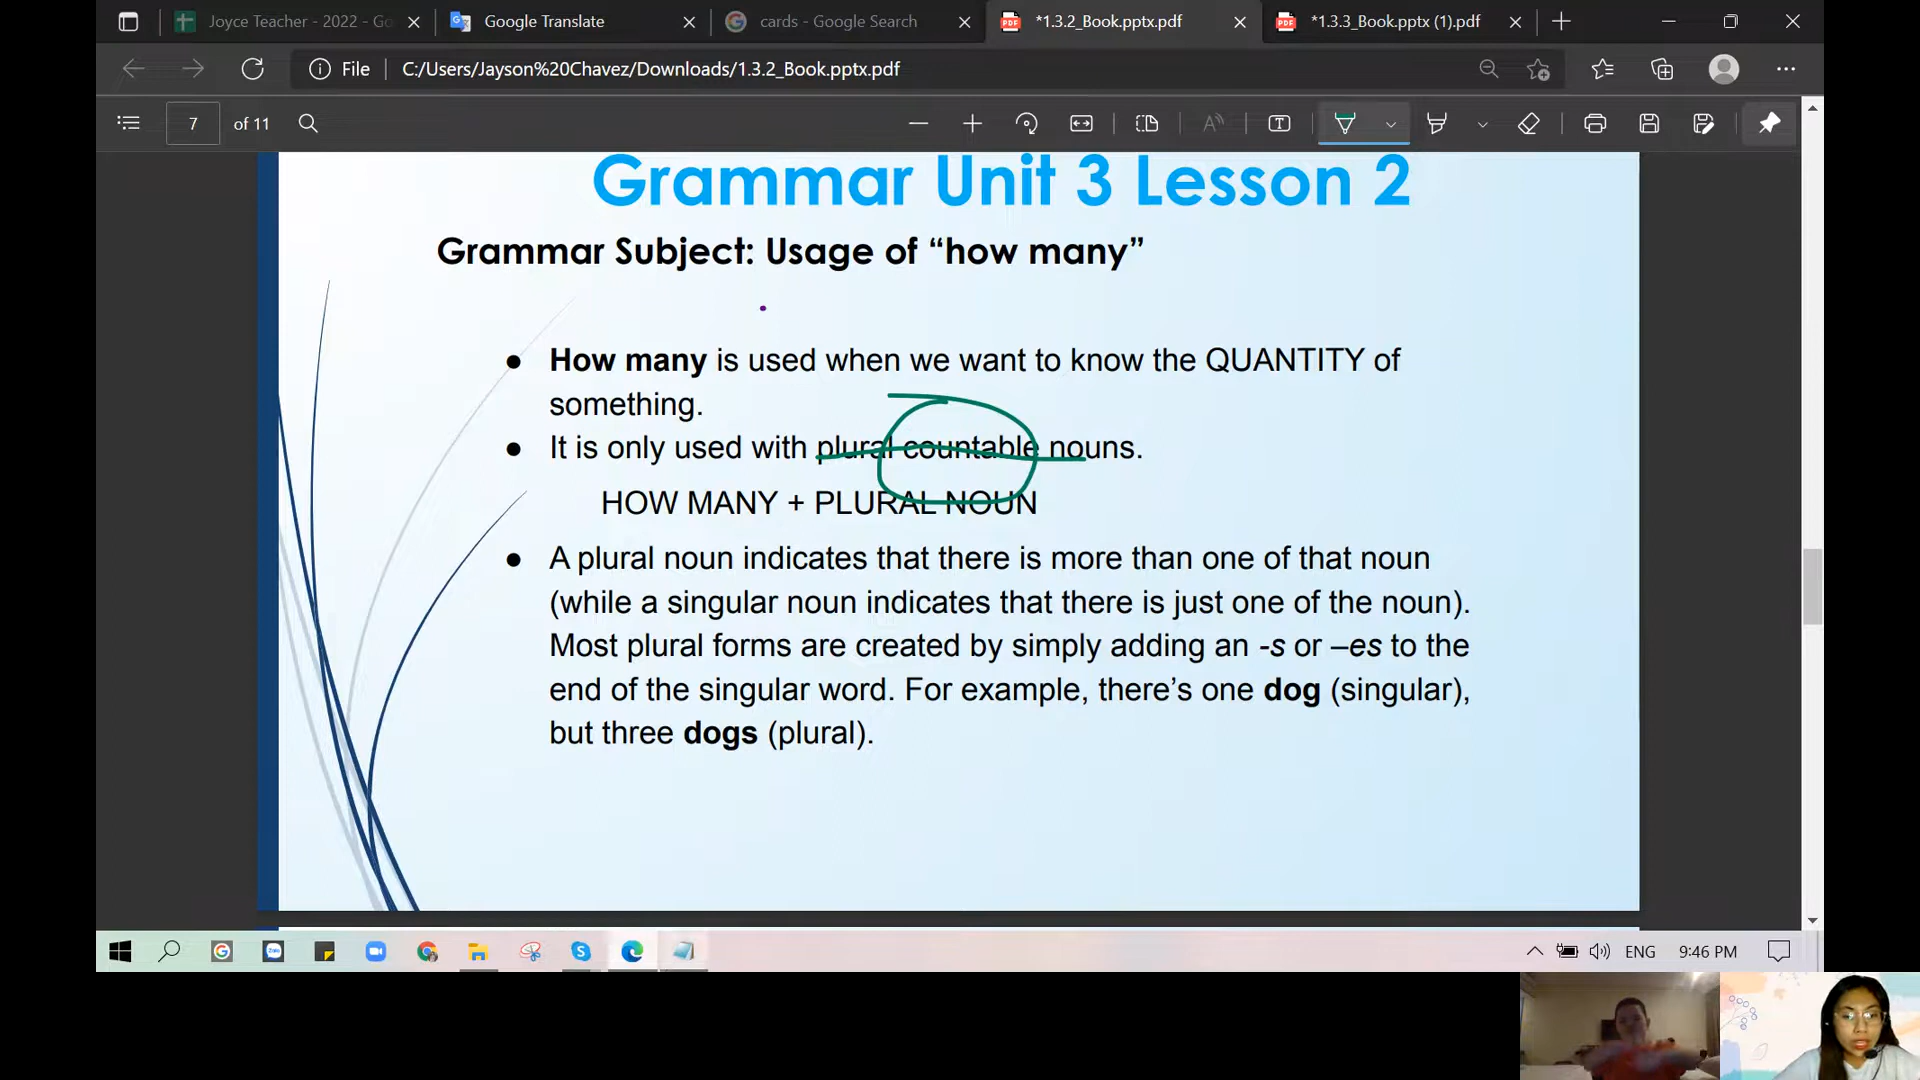 Joyce Teacher - 2022 - Go
Google Translate
cards - Google Search
*1.3.2_Book.pptx.pdf
*1.3.3_Book.pptx (1).pdf
File
C:/Users/Jayson%20Chavez/Downloads/1.3.2_Book.pptx.pdf
7 of 11
Grammar Unit 3 Lesson 2
Grammar Subject: Usage of “how many”
● How many is used when we want to know the QUANTITY of
something.
● It is only used with plural countable nouns.
HOW MANY + PLURAL NOUN
● A plural noun indicates that there is more than one of that noun
(while a singular noun indicates that there is just one of the noun).
Most plural forms are created by simply adding an -s or –es to the
end of the singular word. For example, there’s one dog (singular),
but three dogs (plural).
ENG
9:46 PM